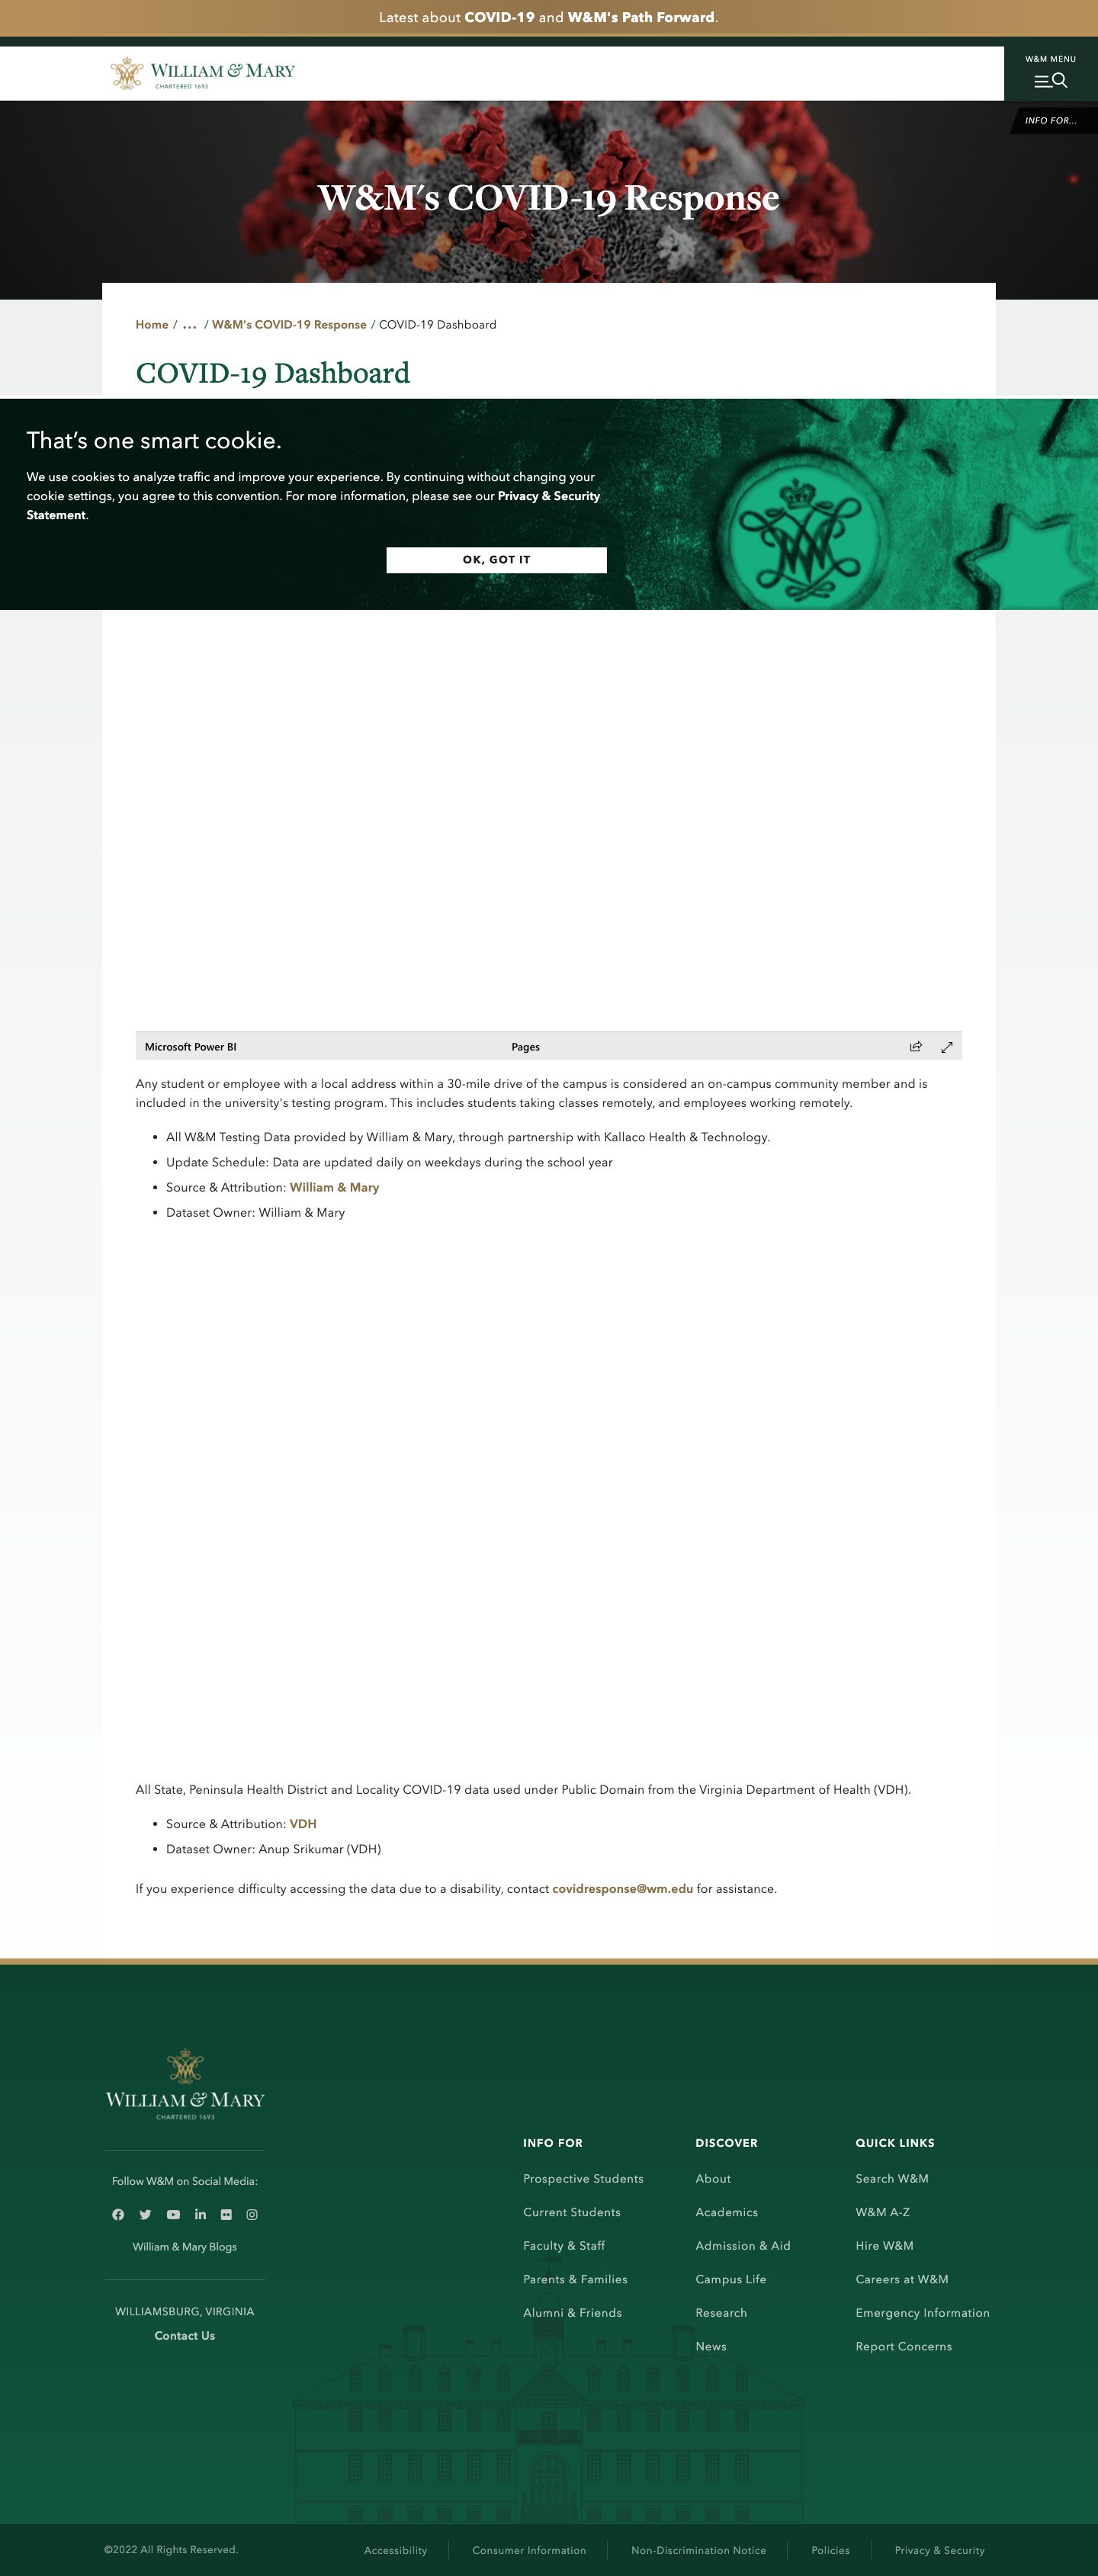 Latest about COVID-19 and W&M's Path Forward.
WILLIAM & MARY
CHARTERED 1693
W&M MENU
INFO FOR...
W&M's COVID-19 Response
Home / ... / W&M's COVID-19 Response / COVID-19 Dashboard
COVID-19 Dashboard
That's one smart cookie.
We use cookies to analyze traffic and improve your experience. By continuing without changing your
cookie settings, you agree to this convention. For more information, please see our Privacy & Security
Statement.
OK, GOT IT
Microsoft Power BI Pages
Any student or employee with a local address within a 30-mile drive of the campus is considered an on-campus community member and is
included in the university's testing program. This includes students taking classes remotely, and employees working remotely.
• All W&M Testing Data provided by William & Mary, through partnership with Kallaco Health & Technology.
• Update Schedule: Data are updated daily on weekdays during the school year
• Source & Attribution: William & Mary
• Dataset Owner: William & Mary
All State, Peninsula Health District and Locality COVID-19 data used under Public Domain from the Virginia Department of Health (VDH).
• Source & Attribution: VDH
• Dataset Owner: Anup Srikumar (VDH)
If you experience difficulty accessing the data due to a disability, contact covidresponse@wm.edu for assistance.
WILLIAM & MARY
CHARTERED 1693
Follow W&M on Social Media:
William & Mary Blogs
WILLIAMSBURG, VIRGINIA
Contact Us
INFO FOR
Prospective Students
Current Students
Faculty & Staff
Parents & Families
Alumni & Friends
DISCOVER
About
Academics
Admission & Aid
Campus Life
Research
News
QUICK LINKS
Search W&M
W&M A-Z
Hire W&M
Careers at W&M
Emergency Information
Report Concerns
©2022 All Rights Reserved.
Accessibility
Consumer Information
Non-Discrimination Notice
Policies
Privacy & Security